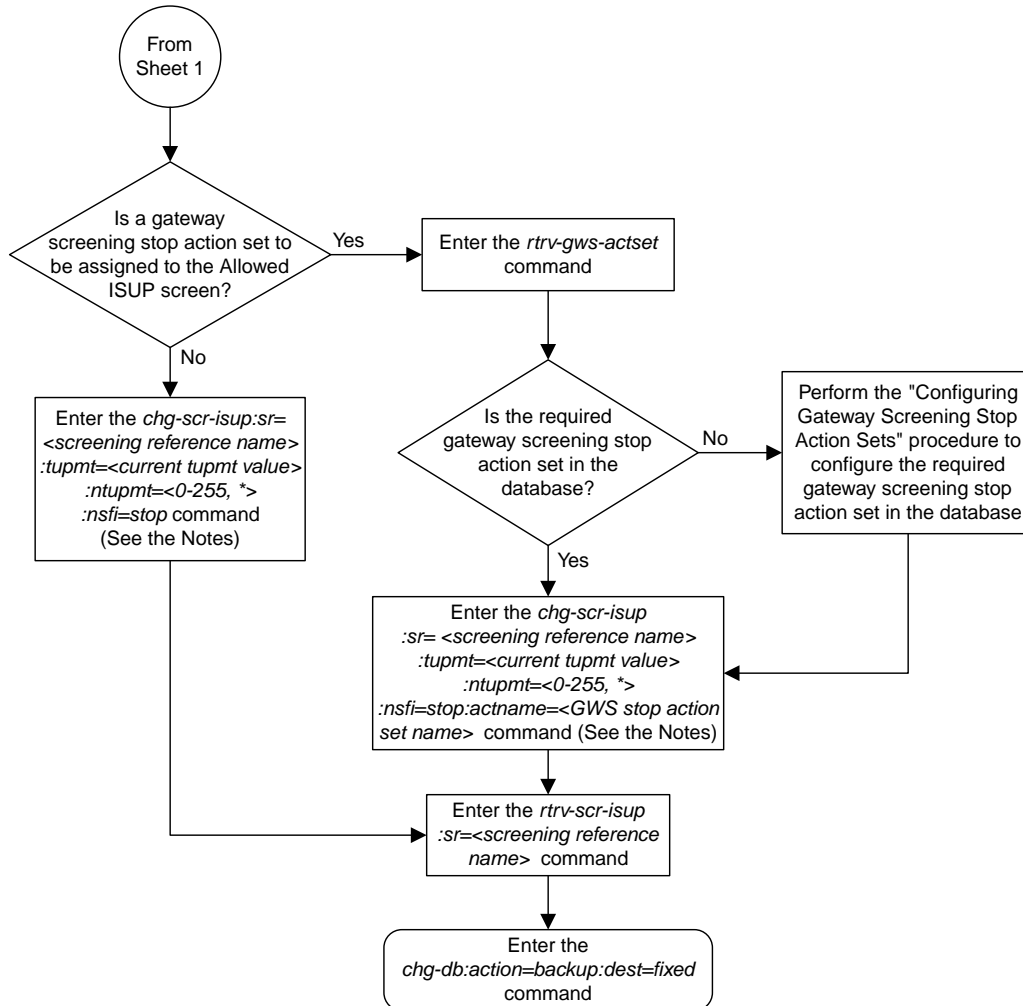 From
Sheet 1
Is a gateway
screening stop action set to
be assigned to the Allowed
ISUP screen?
Yes
Enter the rtrv-gws-actset
command
No
Enter the chg-scr-isup:sr=
<screening reference name>
:tupmt=<current tupmt value>
:ntupmt=<0-255, *>
:nsfi=stop command
(See the Notes)
Is the required
gateway screening stop
action set in the
database?
No
Perform the "Configuring
Gateway Screening Stop
Action Sets" procedure to
configure the required
gateway screening stop
action set in the database
Yes
Enter the chg-scr-isup
:sr= <screening reference name>
:tupmt=<current tupmt value>
:ntupmt=<0-255, *>
:nsfi=stop:actname=<GWS stop action
set name> command (See the Notes)
Enter the rtrv-scr-isup
:sr=<screening reference
name> command
Enter the
chg-db:action=backup:dest=fixed
command